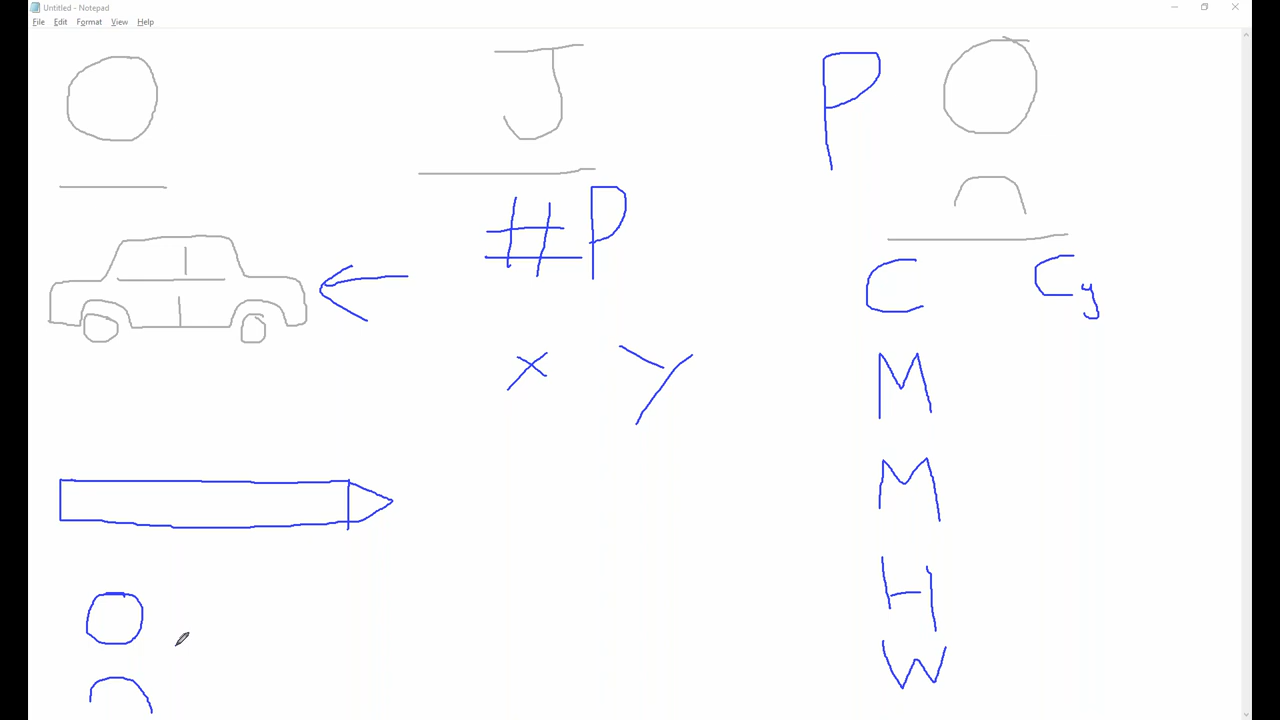 Untitled - Notepad
File Edit Format View Help
J
P
#P
C Cy
X Y
M
M
H
W